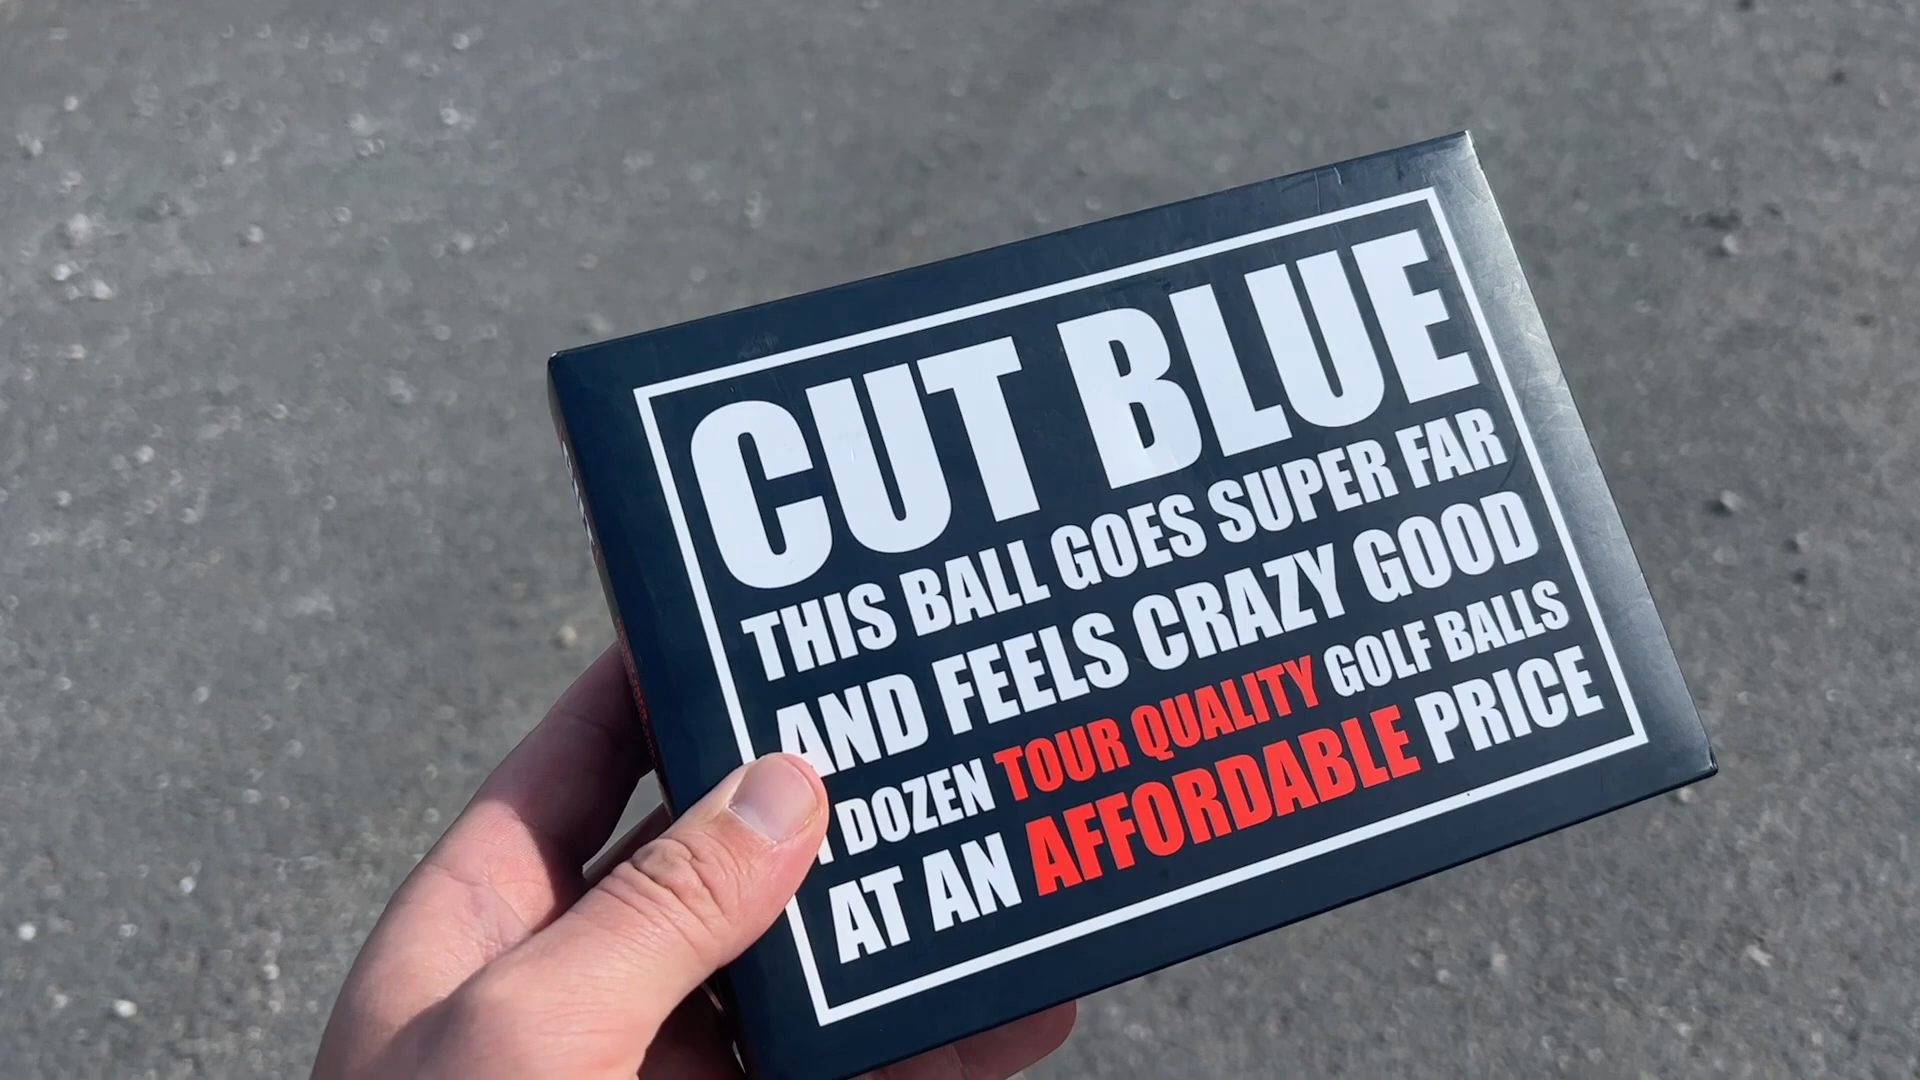 CUT BLUE
THIS BALL GOES SUPER FAR
AND FEELS CRAZY GOOD
DOZEN TOUR QUALITY GOLF BALLS
AT AN AFFORDABLE PRICE